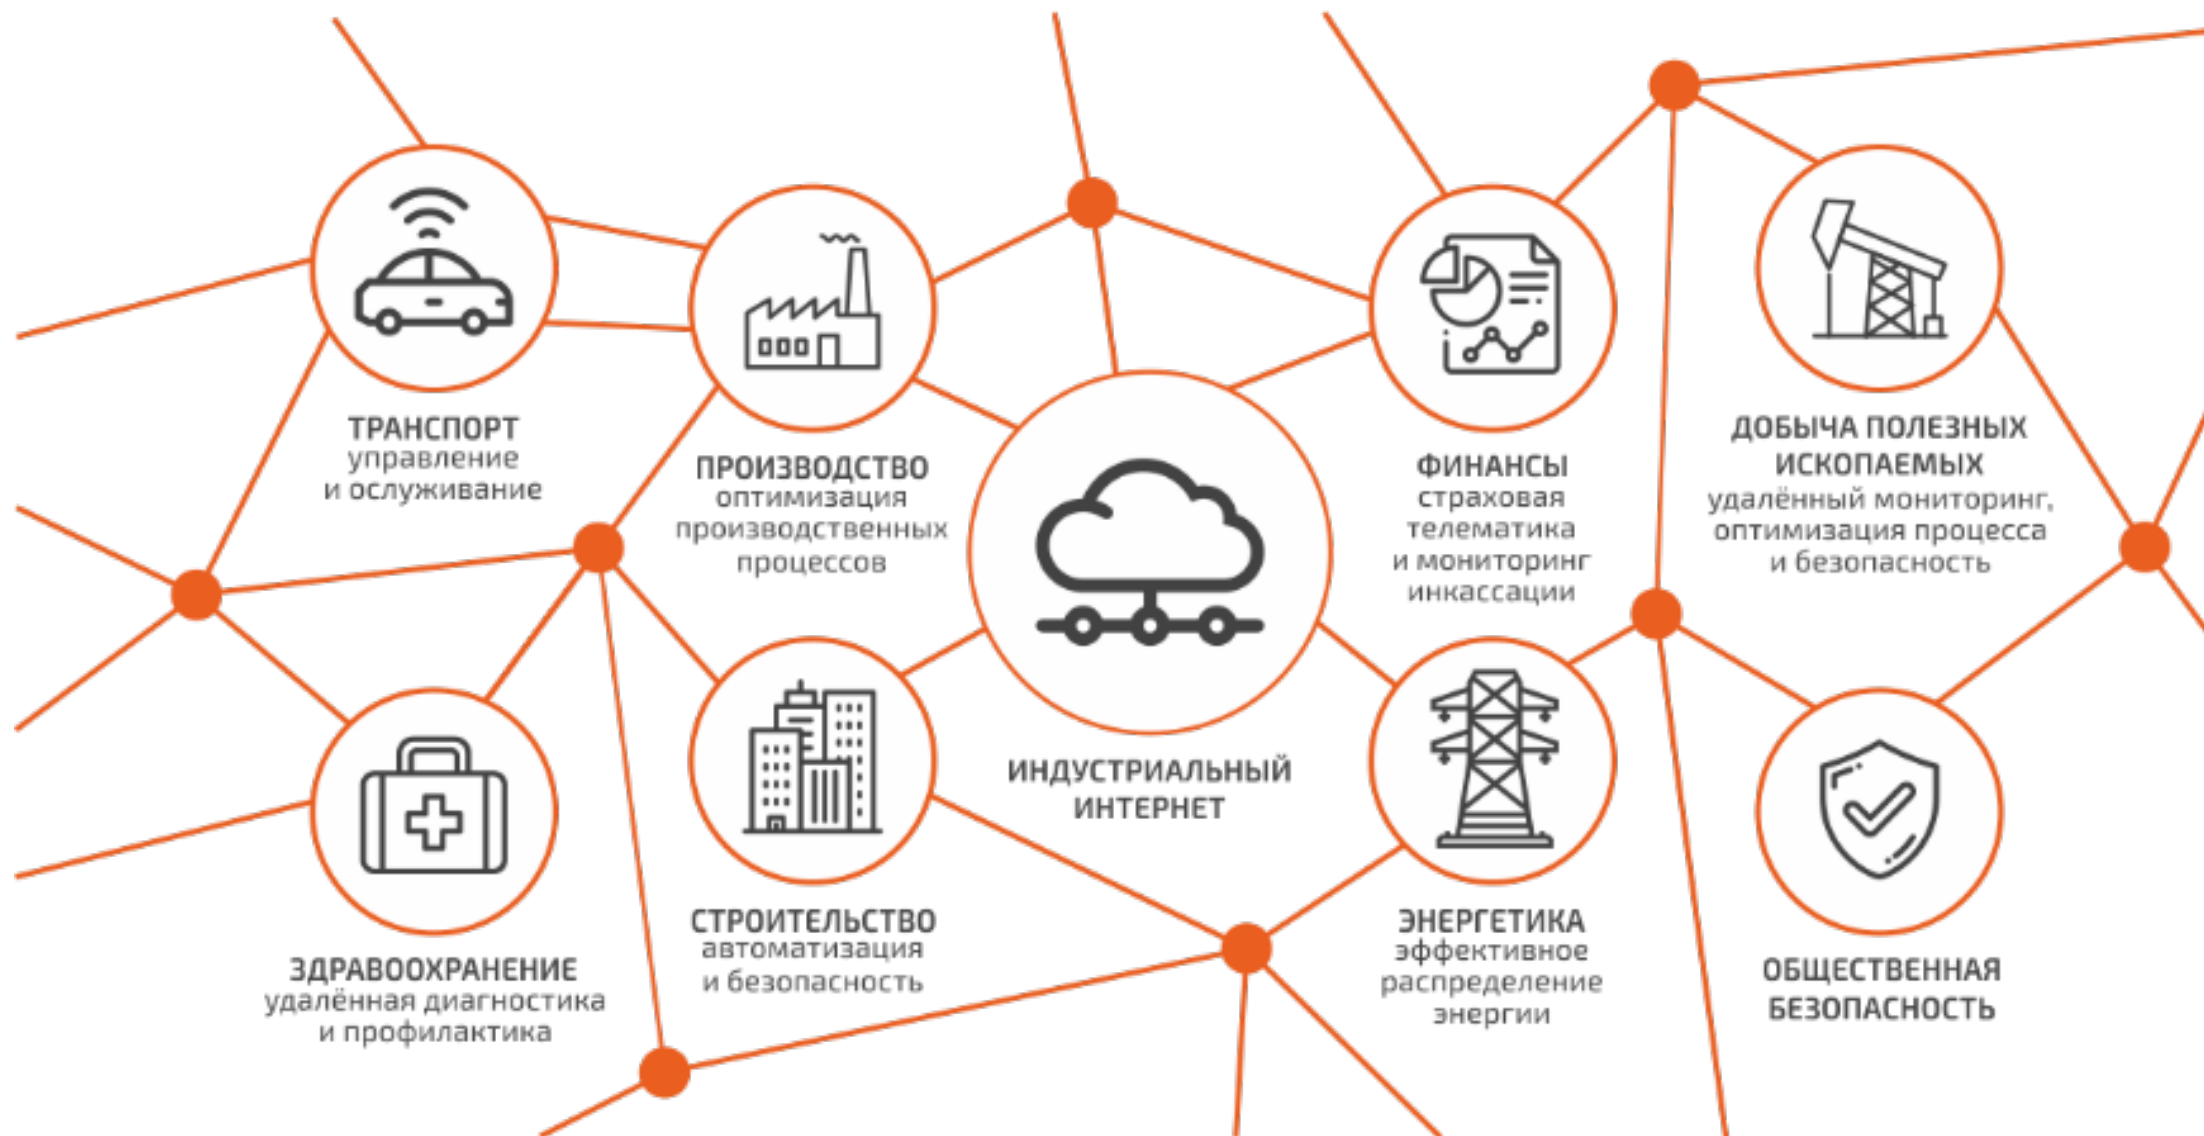 ТРАНСПОРТ
управление
и ослуживание
ПРОИЗВОДСТВО
оптимизация
производственных
процессов
ФИНАНСЫ
страховая
телематика
и мониторинг
инкассации
ДОБЫЧА ПОЛЕЗНЫХ
ИСКОПАЕМЫХ
удалённый мониторинг,
оптимизация процесса
и безопасность
ИНДУСТРИАЛЬНЫЙ
ИНТЕРНЕТ
ЗДРАВООХРАНЕНИЕ
удалённая диагностика
и профилактика
СТРОИТЕЛЬСТВО
автоматизация
и безопасность
ЭНЕРГЕТИКА
эффективное
распределение
энергии
ОБЩЕСТВЕННАЯ
БЕЗОПАСНОСТЬ